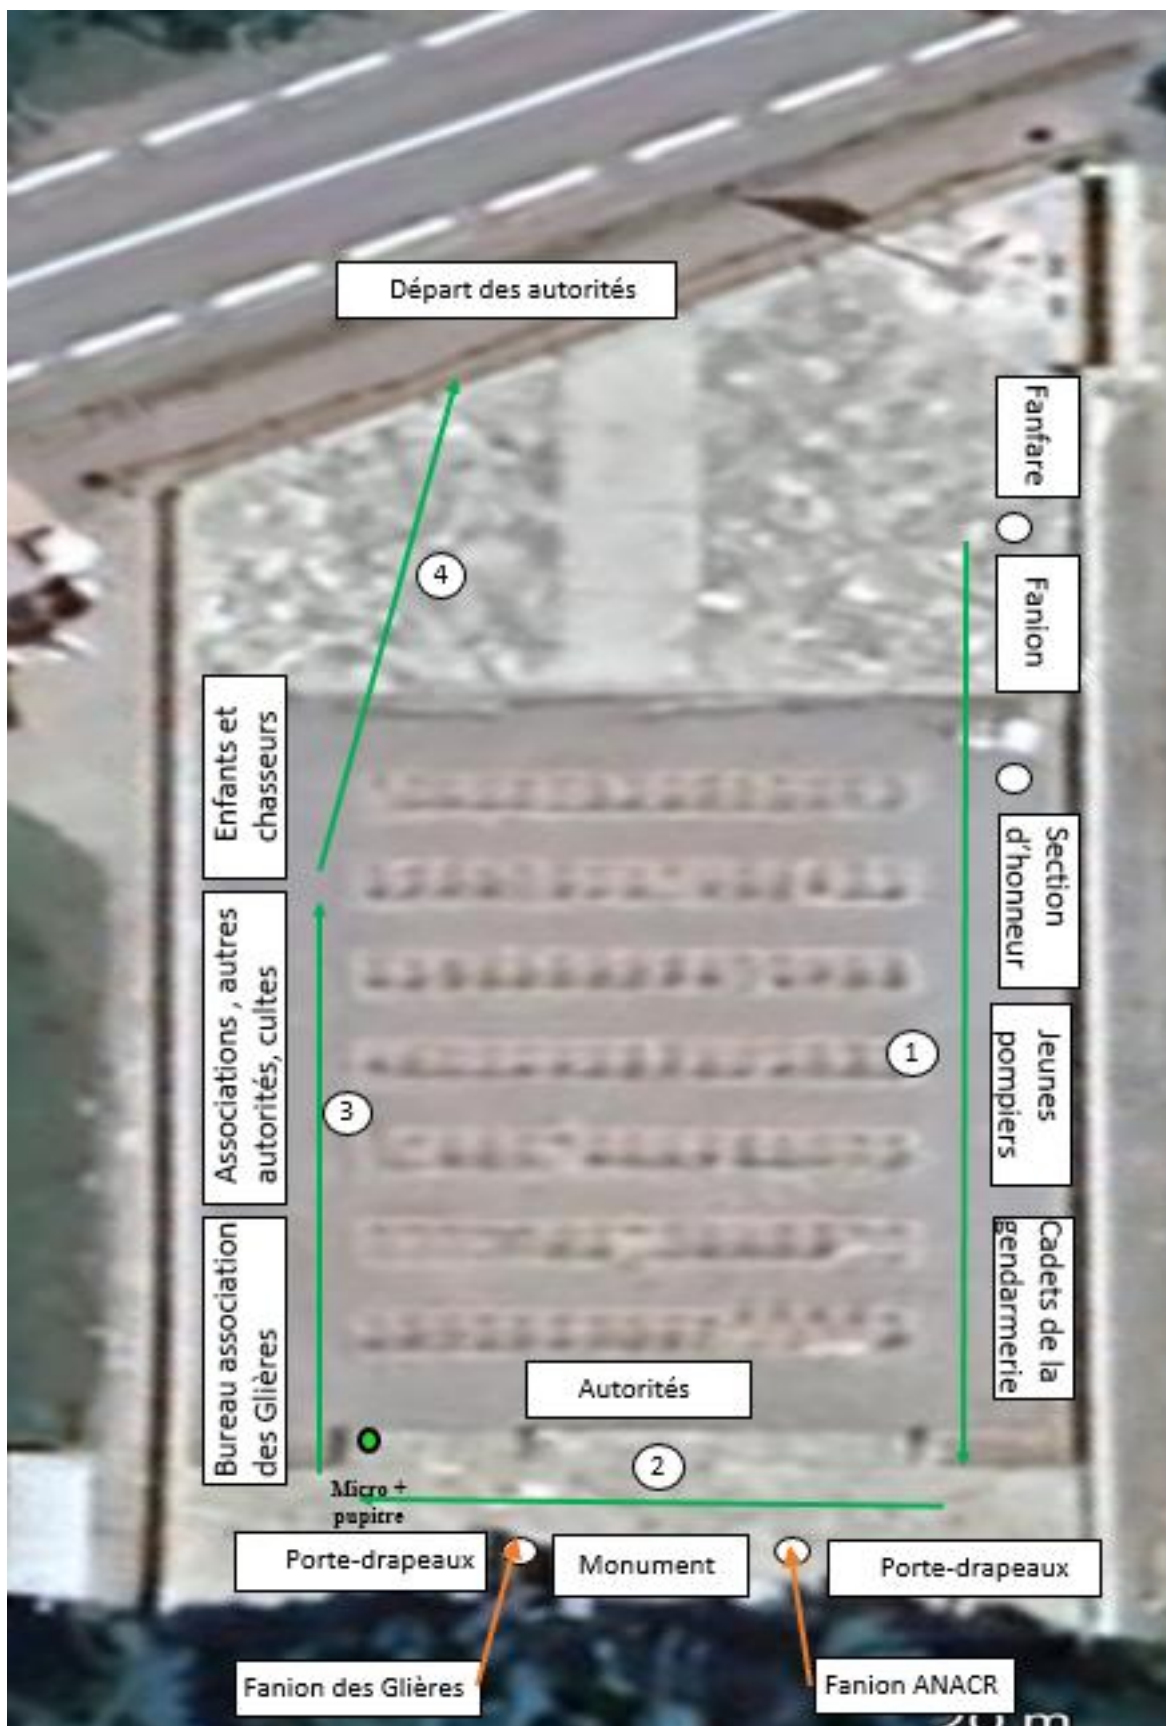 Départ des autorités
Fanfare
4
Fanion
Enfants et
chasseurs
Section
d'honneur
Associations , autres
autorités, cultes
1
Jeunes
pompiers
3
Bureau association
des Glières
Cadets de la
gendarmerie
Autorités
2
Micro +
pupitre
Porte-drapeaux
Monument
Porte-drapeaux
Fanion des Glières
Fanion ANACR
20 m